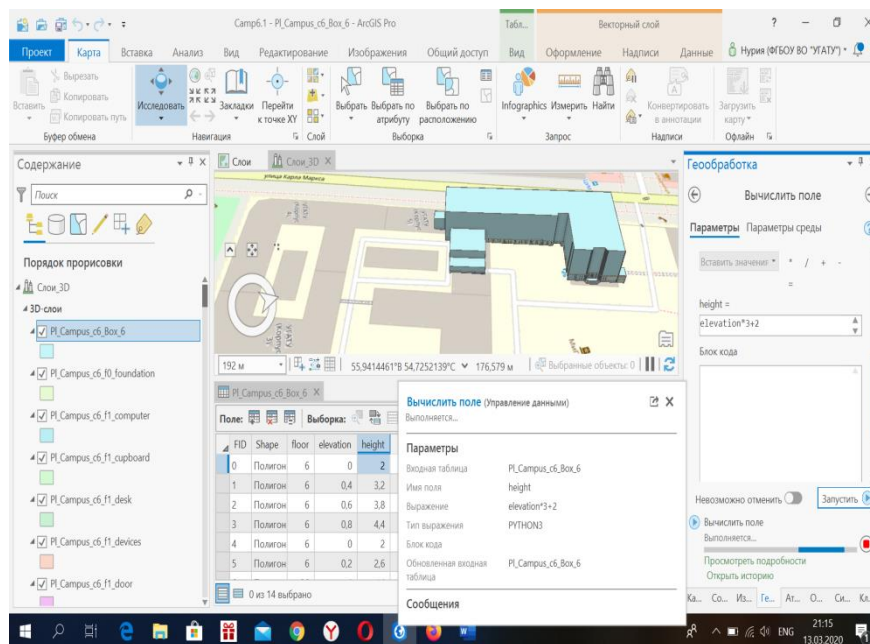 Camp6.1 - Pl_Campus_c6_Box_6 - ArcGIS Pro
Табл...
Векторный слой
?
Проект Карта Вставка Анализ Вид Редактирование Изображения Общий доступ Вид Оформление Надписи Данные Нурия (ФГБОУ ВО "УГАТУ")
Вставить
Вырезать
Копировать
Копировать путь
Исследовать
Закладки
Перейти к точке XY
Выбрать
Выбрать по атрибуту
Выбрать по расположению
Infographics
Измерить
Найти
Конвертировать в аннотации
Загрузить карту
Буфер обмена Навигация Слой Выборка Запрос Надписи Офлайн
Содержание
Поиск
Порядок прорисовки
Слои_3D
3D-слои
Pl_Campus_c6_Box_6
Pl_Campus_c6_f0_foundation
Pl_Campus_c6_f1_computer
Pl_Campus_c6_f1_cupboard
Pl_Campus_c6_f1_desk
Pl_Campus_c6_f1_devices
Pl_Campus_c6_f1_door
Слои Слои_3D
улица Карла Маркса
192 м 55,9414461°В 54,7252139°С 176,579 м Выбранные объекты: 0
Pl_Campus_c6_Box_6
Поле: Выборка:
FID Shape floor elevation height
0 Полигон 6 0 2
1 Полигон 6 0,4 3,2
2 Полигон 6 0,6 3,8
3 Полигон 6 0,8 4,4
4 Полигон 6 0 2
5 Полигон 6 0,2 2,6
0 из 14 выбрано
Вычислить поле (Управление данными)
Выполняется...
Параметры
Входная таблица Pl_Campus_c6_Box_6
Имя поля height
Выражение elevation*3+2
Тип выражения PYTHON3
Блок кода
Обновленная входная таблица Pl_Campus_c6_Box_6
Сообщения
Геообработка
Вычислить поле
Параметры Параметры среды
Вставить значения * / + -
=
height =
elevation*3+2
Блок кода
Невозможно отменить Запустить
Вычислить поле
Выполняется...
Просмотреть подробности
Открыть историю
Ка... Со... Из... Ге... Ат... О... Си... Кл...
ENG
21:15
13.03.2020